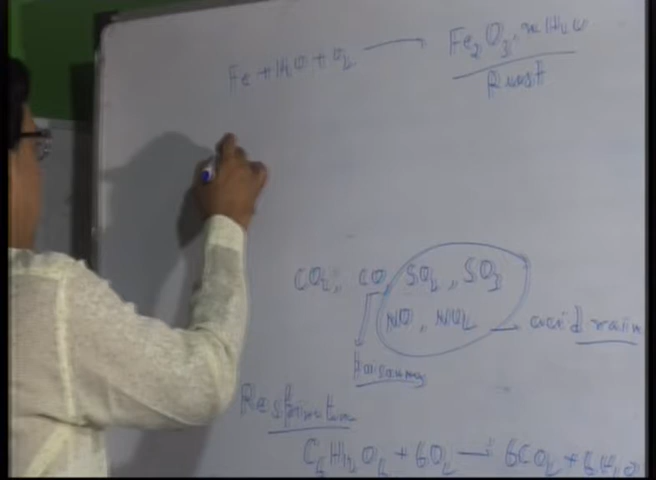 Fe + H₂O + O₂ ⟶ Fe₂O₃.xH₂O
Rust
CO₂, CO, SO₂, SO₃
NO, NO₂ — acid rain
Poisonous
Respiration
C₆H₁₂O₆ + 6O₂ → 6CO₂ + 6H₂O